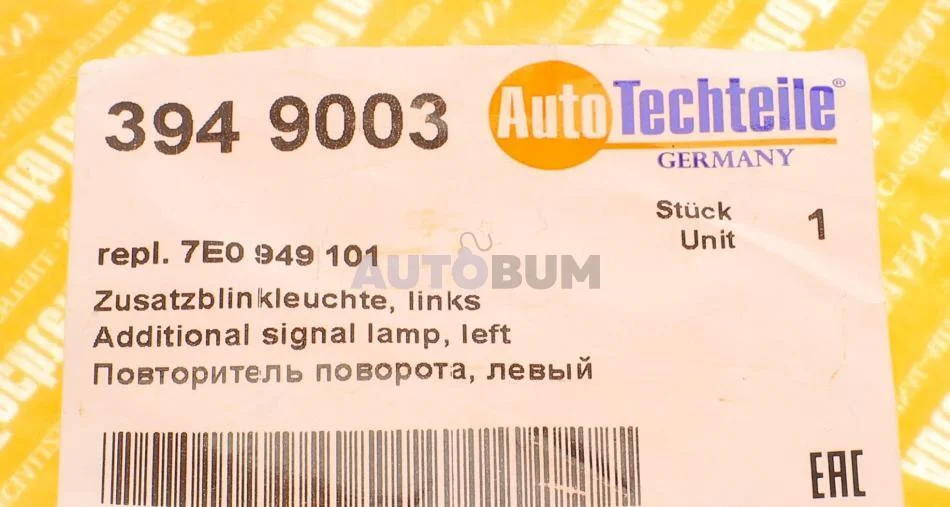 394 9003
AutoTechteile®
GERMANY
Stück
Unit
1
repl. 7E0 949 101
AUTOBUM
Zusatzblinkleuchte, links
Additional signal lamp, left
Повторитель поворота, левый
EAC